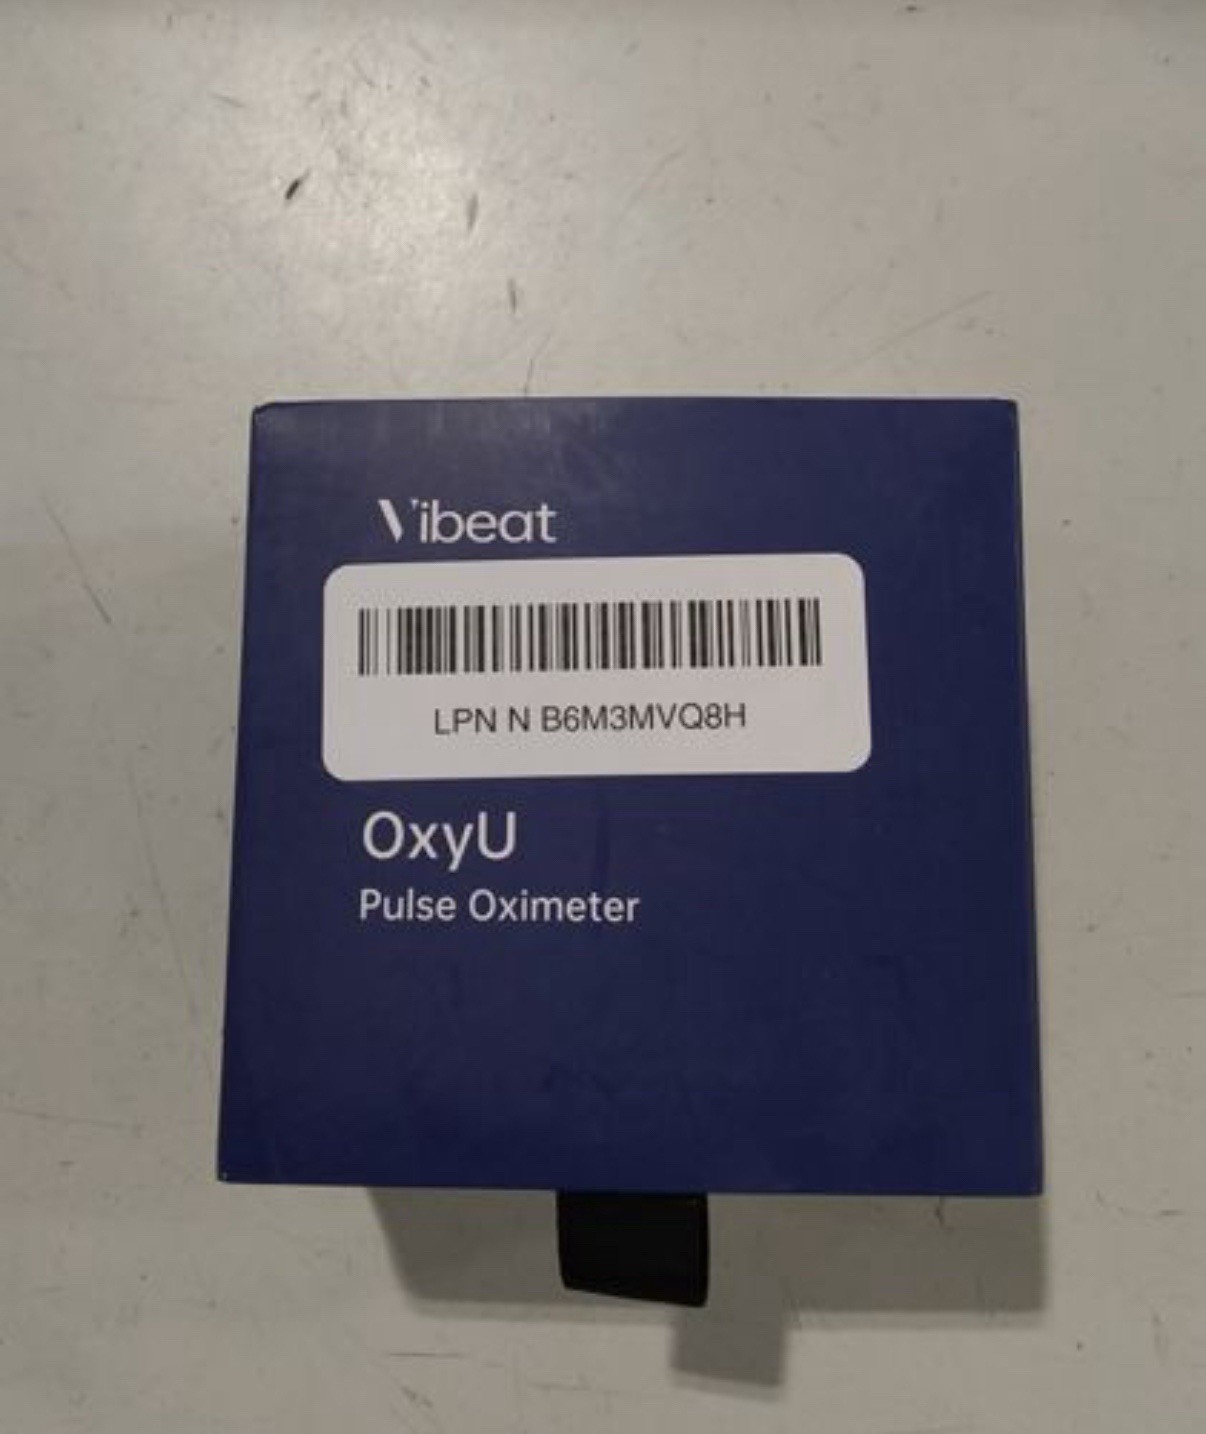 Vibeat
LPN N B6M3MVQ8H
OxyU
Pulse Oximeter